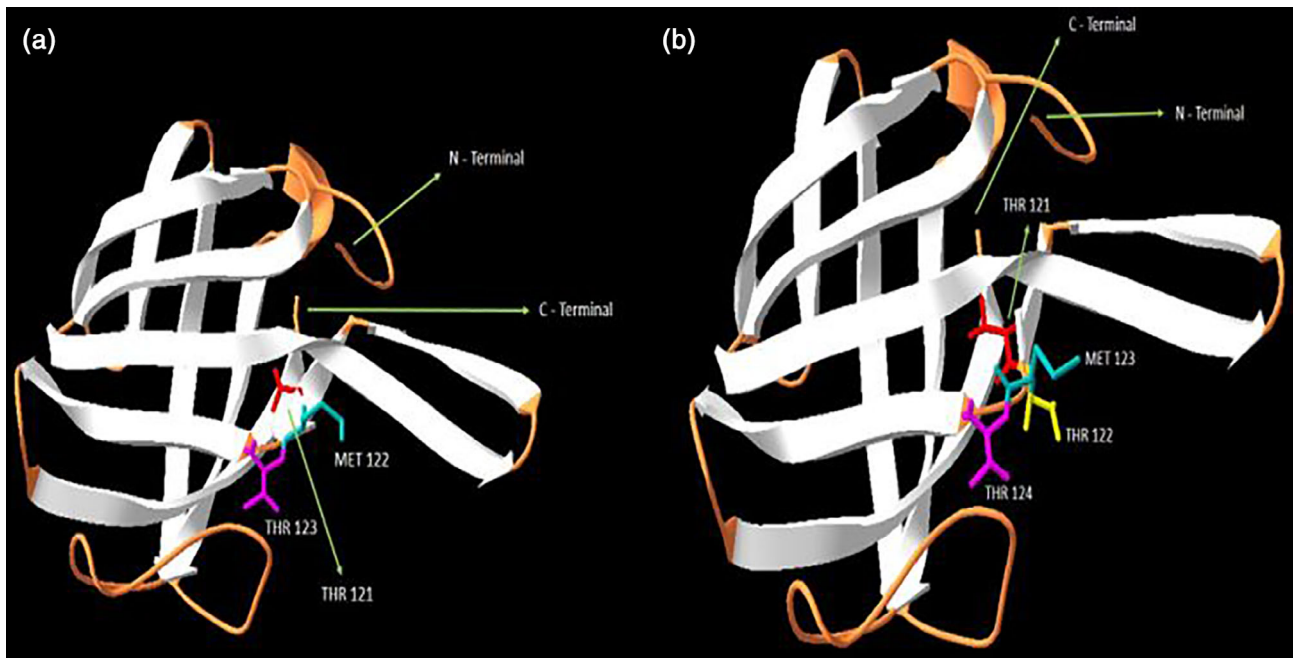 (a)
N - Terminal
C - Terminal
MET 122
THR 123
THR 121
(b)
C - Terminal
N - Terminal
THR 121
MET 123
THR 122
THR 124